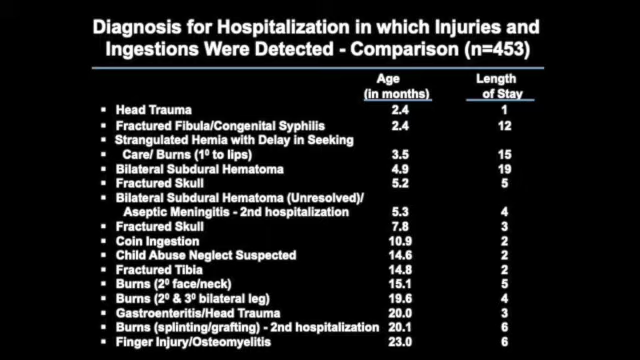 Diagnosis for Hospitalization in which Injuries and
Ingestions Were Detected - Comparison (n=453)
Age Length
(in months) of Stay
▪ Head Trauma 2.4 1
▪ Fractured Fibula/Congenital Syphilis 2.4 12
▪ Strangulated Hernia with Delay in Seeking
Care/ Burns (1⁰ to lips) 3.5 15
▪ Bilateral Subdural Hematoma 4.9 19
▪ Fractured Skull 5.2 5
▪ Bilateral Subdural Hematoma (Unresolved)/
Aseptic Meningitis - 2nd hospitalization 5.3 4
▪ Fractured Skull 7.8 3
▪ Coin Ingestion 10.9 2
▪ Child Abuse Neglect Suspected 14.6 2
▪ Fractured Tibia 14.8 2
▪ Burns (2⁰ face/neck) 15.1 5
▪ Burns (2⁰ & 3⁰ bilateral leg) 19.6 4
▪ Gastroenteritis/Head Trauma 20.0 3
▪ Burns (splinting/grafting) - 2nd hospitalization 20.1 6
▪ Finger Injury/Osteomyelitis 23.0 6